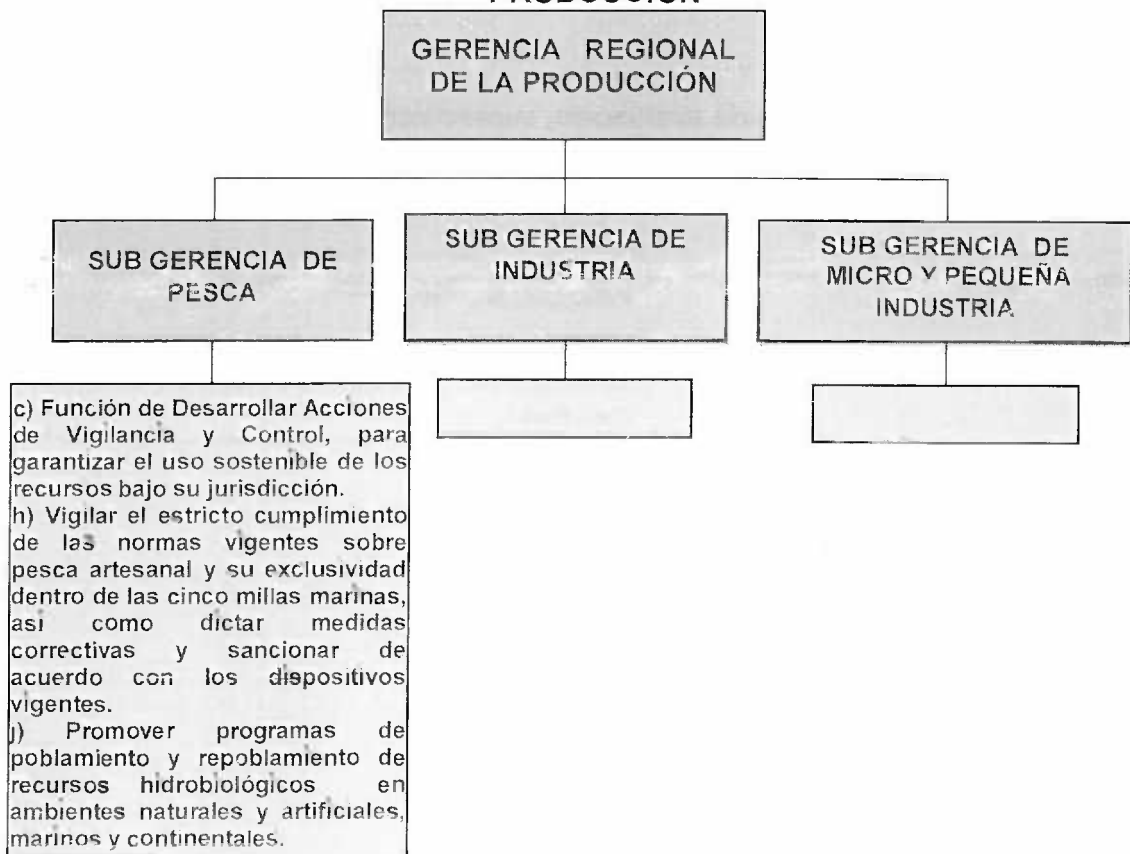 PRODUCCIÓN
GERENCIA REGIONAL
DE LA PRODUCCIÓN
SUB GERENCIA DE
PESCA
SUB GERENCIA DE
INDUSTRIA
SUB GERENCIA DE
MICRO Y PEQUEÑA
INDUSTRIA
c) Función de Desarrollar Acciones
de Vigilancia y Control, para
garantizar el uso sostenible de los
recursos bajo su jurisdicción.
h) Vigilar el estricto cumplimiento
de las normas vigentes sobre
pesca artesanal y su exclusividad
dentro de las cinco millas marinas,
asi como dictar medidas
correctivas y sancionar de
acuerdo con los dispositivos
vigentes.
j) Promover programas de
poblamiento y repoblamiento de
recursos hidrobiológicos en
ambientes naturales y artificiales,
marinos y continentales.